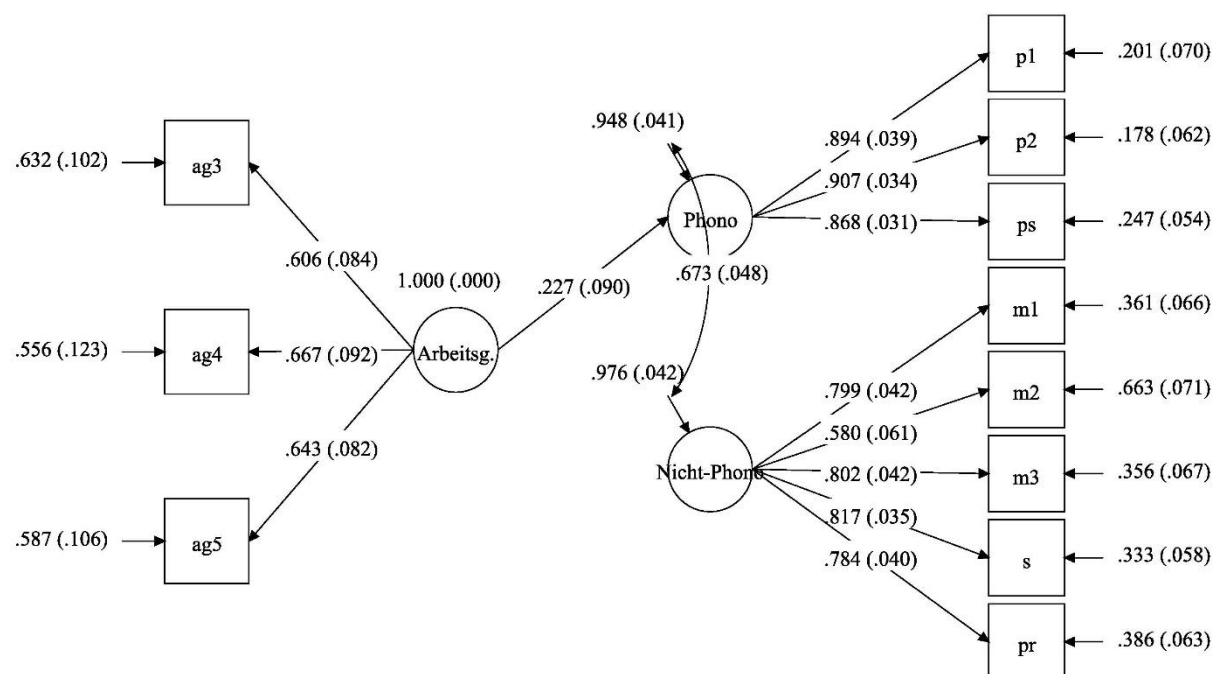 p1
.201 (.070)
.948 (.041)
.894 (.039)
p2
.178 (.062)
.632 (.102)
ag3
.907 (.034)
Phono
.868 (.031)
ps
.247 (.054)
.606 (.084)
1.000 (.000)
.227 (.090)
.673 (.048)
m1
.361 (.066)
.556 (.123)
ag4
.667 (.092)
Arbeitsg.
.976 (.042)
.799 (.042)
m2
.663 (.071)
.580 (.061)
.643 (.082)
Nicht-Phono
.802 (.042)
m3
.356 (.067)
.817 (.035)
.587 (.106)
ag5
.784 (.040)
s
.333 (.058)
pr
.386 (.063)